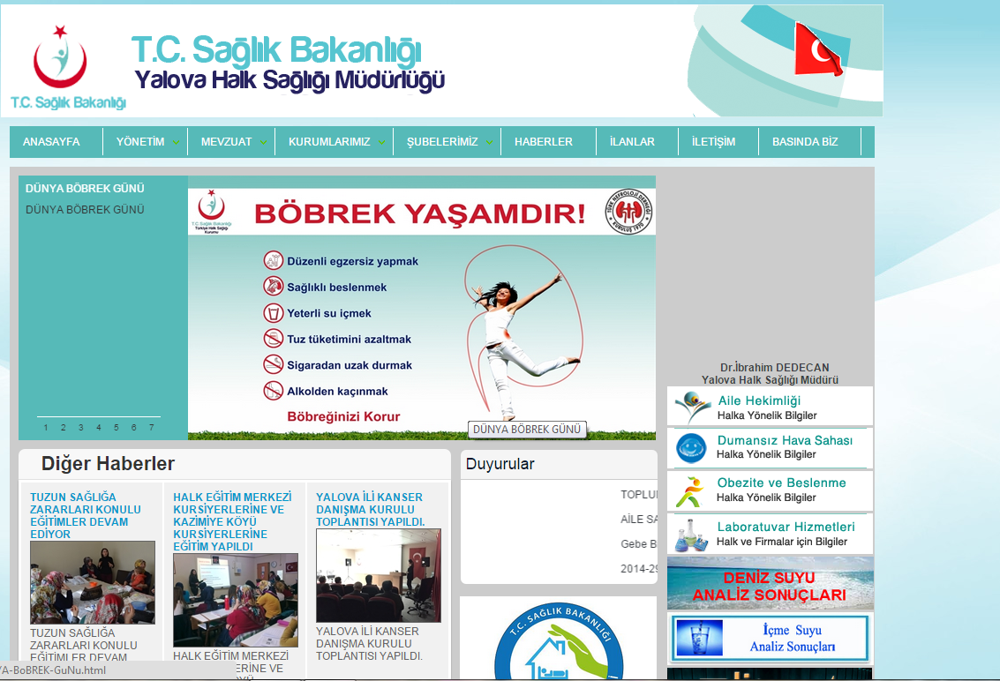 T.C. Sağlık Bakanlığı
T.C. Sağlık Bakanlığı
Yalova Halk Sağlığı Müdürlüğü
ANASAYFA
YÖNETİM
MEVZUAT
KURUMLARIMIZ
ŞUBELERİMİZ
HABERLER
İLANLAR
İLETİŞİM
BASINDA BİZ
DÜNYA BÖBREK GÜNÜ
DÜNYA BÖBREK GÜNÜ
1 2 3 4 5 6 7
T.C. Sağlık Bakanlığı
Türkiye Halk Sağlığı
Kurumu
BÖBREK YAŞAMDIR!
TÜRK NEFROLOJİ DERNEĞİ
Düzenli egzersiz yapmak
Sağlıklı beslenmek
Yeterli su içmek
Tuz tüketimini azaltmak
Sigaradan uzak durmak
Alkolden kaçınmak
Böbreğinizi Korur
DÜNYA BÖBREK GÜNÜ
Dr.İbrahim DEDECAN
Yalova Halk Sağlığı Müdürü
Aile Hekimliği
Halka Yönelik Bilgiler
Dumansız Hava Sahası
Halka Yönelik Bilgiler
Obezite ve Beslenme
Halka Yönelik Bilgiler
Laboratuvar Hizmetleri
Halk ve Firmalar için Bilgiler
DENİZ SUYU
ANALİZ SONUÇLARI
İçme Suyu
Analiz Sonuçları
Diğer Haberler
TUZUN SAĞLIĞA
ZARARLARI KONULU
EĞİTİMLER DEVAM
EDİYOR
TUZUN SAĞLIĞA
ZARARLARI KONULU
EĞİTİMLER DEVAM
HALK EĞİTİM MERKEZİ
KURSİYERLERİNE VE
KAZİMİYE KÖYÜ
KURSİYERLERİNE
EĞİTİM YAPILDI
HALK EĞİTİM MERKEZİ
ERİNE VE
YALOVA İLİ KANSER
DANIŞMA KURULU
TOPLANTISI YAPILDI.
YALOVA İLİ KANSER
DANIŞMA KURULU
TOPLANTISI YAPILDI.
Duyurular
TOPLU
AİLE SA
Gebe B
2014-29
T.C. SAĞLIK BAKANLIĞI
/A-BoBREK-GuNu.html